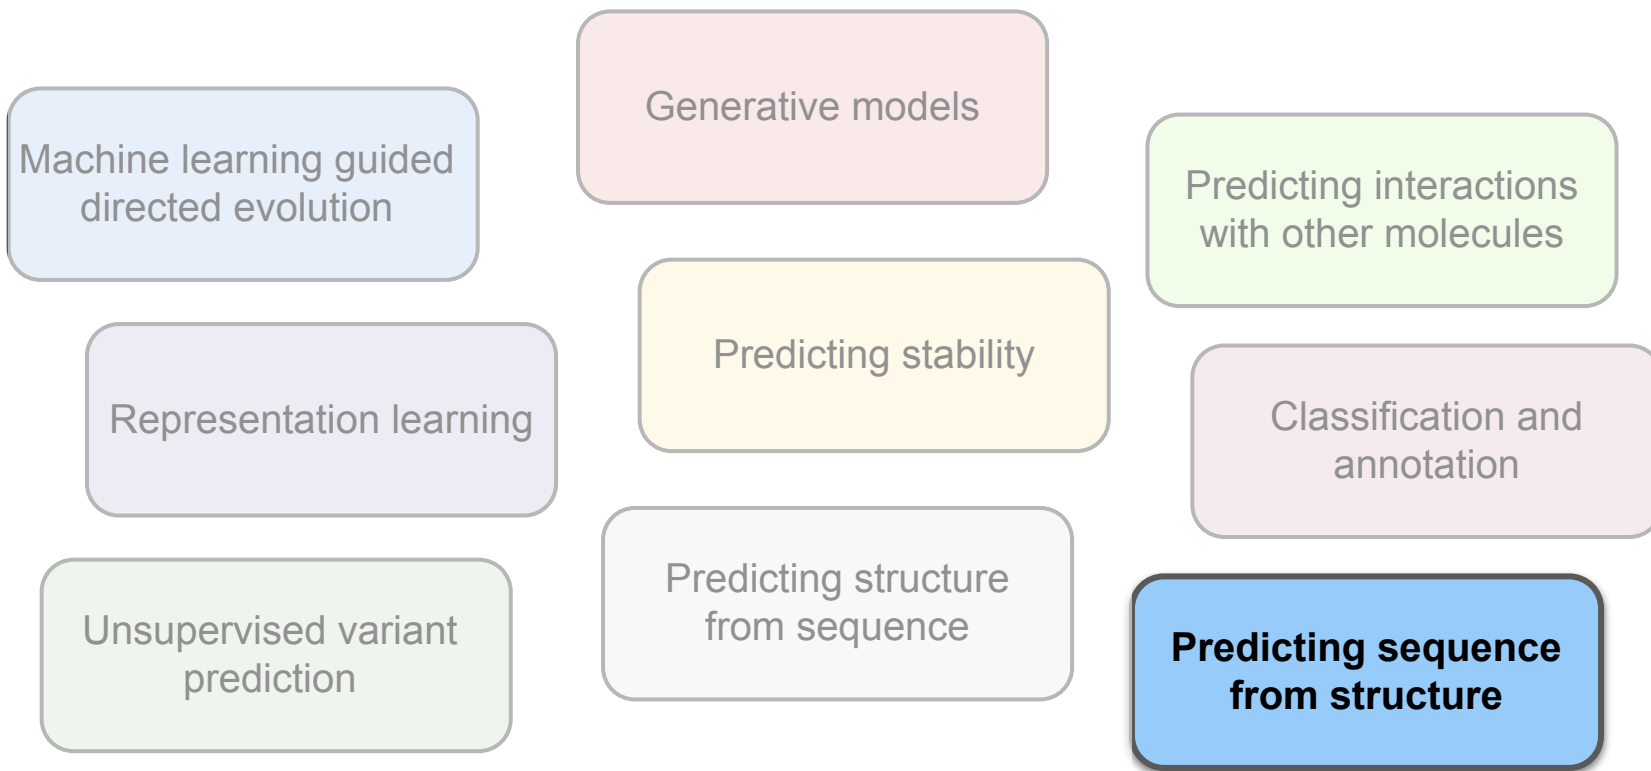 Machine learning guided
directed evolution
Generative models
Predicting interactions
with other molecules
Representation learning
Predicting stability
Classification and
annotation
Unsupervised variant
prediction
Predicting structure
from sequence
Predicting sequence
from structure